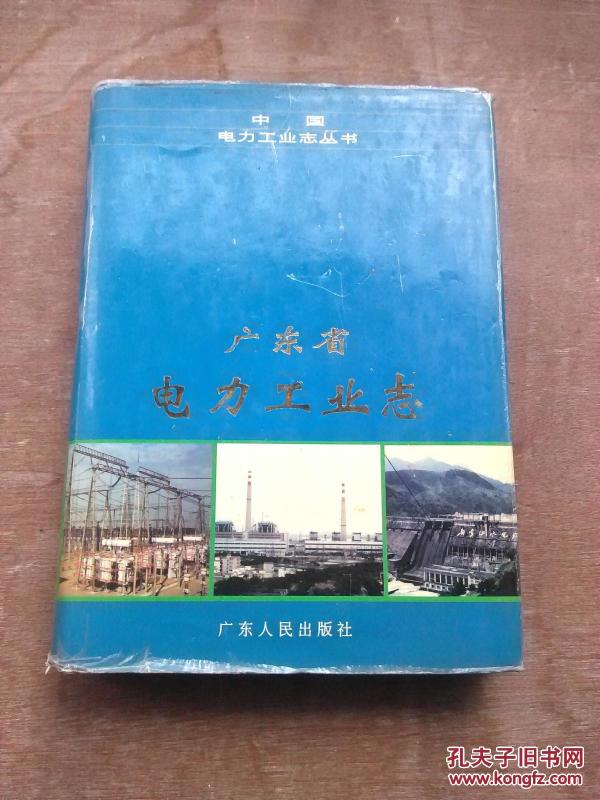 中国
电力工业志丛书
广东省
电力工业志
广东人民出版社
孔夫子旧书网
www.kongfz.com